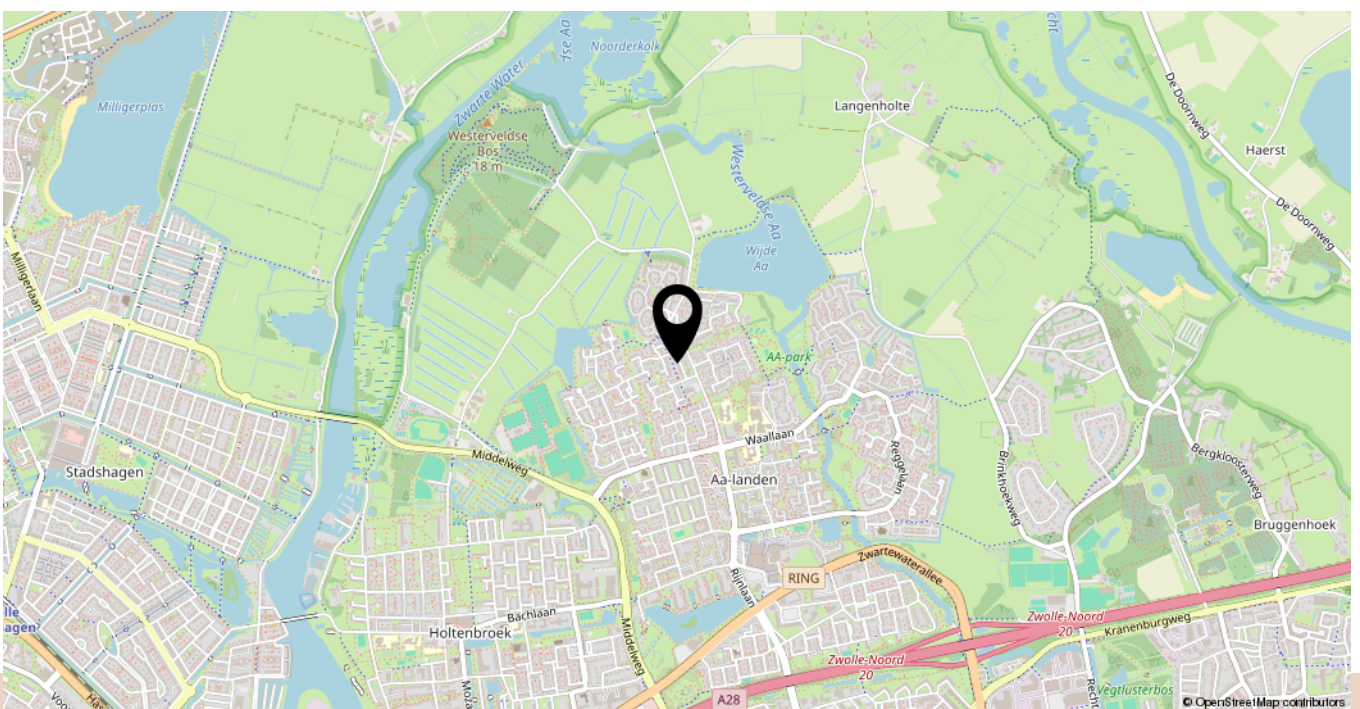 Noorderkolk
Zwarte Water
Milligerplas
Langenholte
De Doornweg
Westerveldse
Bos
18 m
Haerst
Westerveldse Aa
De Doornweg
Wijde
Aa
Milligerlaan
AA-park
Waallaan
Reggelaan
Middelweg
Bergkloosterweg
Stadshagen
Aa-landen
Brinkhoekweg
Bruggenhoek
Zwartewaterallee
RING
Rijnlaan
Bachlaan
Holtenbroek
Middelweg
Zwolle-Noord
20
Kranenburgweg
Zwolle-Noord
20
Vegtlusterbos
A28
© OpenStreetMap contributors